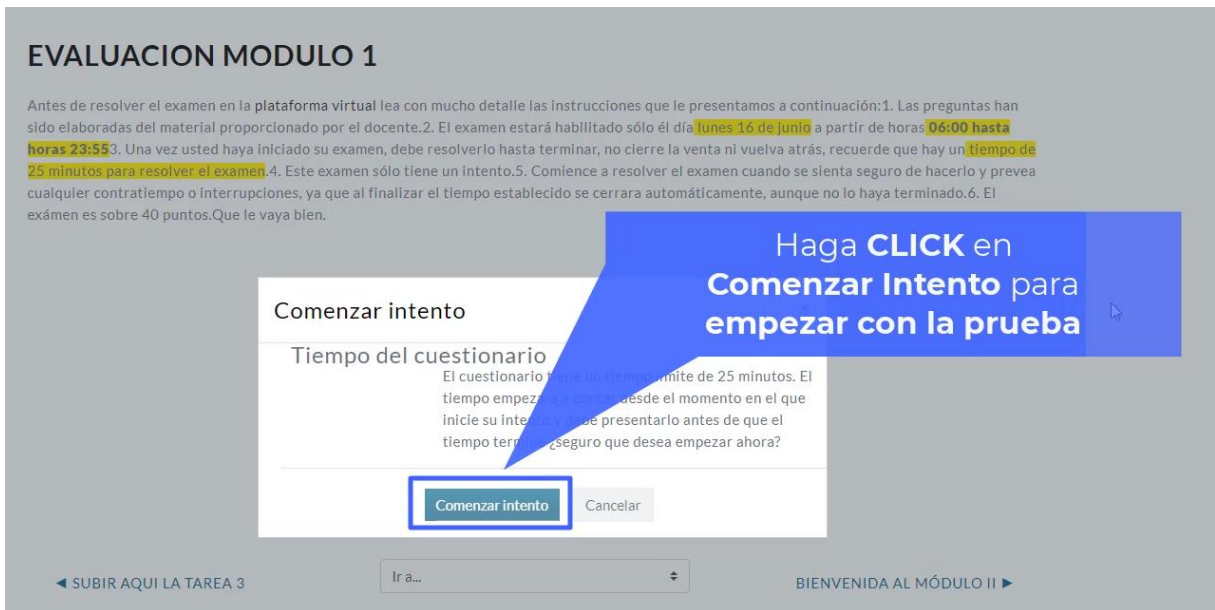 EVALUACION MODULO 1
Antes de resolver el examen en la plataforma virtual lea con mucho detalle las instrucciones que le presentamos a continuación:1. Las preguntas han
sido elaboradas del material proporcionado por el docente.2. El examen estará habilitado sólo él día lunes 16 de junio a partir de horas 06:00 hasta
horas 23:553. Una vez usted haya iniciado su examen, debe resolverlo hasta terminar, no cierre la venta ni vuelva atrás, recuerde que hay un tiempo de
25 minutos para resolver el examen.4. Este examen sólo tiene un intento.5. Comience a resolver el examen cuando se sienta seguro de hacerlo y prevea
cualquier contratiempo o interrupciones, ya que al finalizar el tiempo establecido se cerrara automáticamente, aunque no lo haya terminado.6. El
exámen es sobre 40 puntos.Que le vaya bien.
Haga CLICK en
Comenzar Intento para
empezar con la prueba
Comenzar intento
Tiempo del cuestionario
El cuestionario tiene un tiempo límite de 25 minutos. El
tiempo empezará a contar desde el momento en el que
inicie su intento y debe presentarlo antes de que el
tiempo termine ¿seguro que desea empezar ahora?
Comenzar intento
Cancelar
◄ SUBIR AQUI LA TAREA 3
Ir a...
BIENVENIDA AL MÓDULO II ►